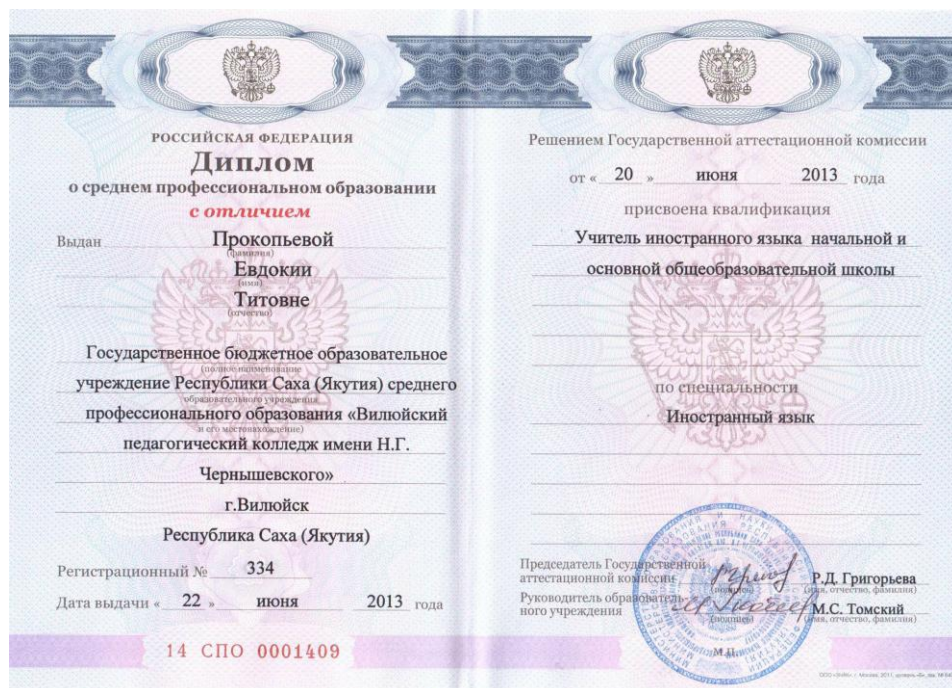 РОССИЙСКАЯ ФЕДЕРАЦИЯ
Диплом
о среднем профессиональном образовании
с отличием
Выдан Прокопьевой
(фамилия)
Евдокии
(имя)
Титовне
(отчество)
Государственное бюджетное образовательное
(полное наименование
учреждение Республики Саха (Якутия) среднего
образовательного учреждения
профессионального образования «Вилюйский
и его местонахождение)
педагогический колледж имени Н.Г.
Чернышевского»
г.Вилюйск
Республика Саха (Якутия)
Регистрационный № 334
Дата выдачи « 22 » июня 2013 года
14 СПО 0001409
Решением Государственной аттестационной комиссии
от « 20 » июня 2013 года
присвоена квалификация
Учитель иностранного языка начальной и
основной общеобразовательной школы
по специальности
Иностранный язык
Председатель Государственной
аттестационной комиссии Р.Д. Григорьева
(подпись) (имя, отчество, фамилия)
Руководитель образователь-
ного учреждения М.С. Томский
(подпись) (имя, отчество, фамилия)
М.П.